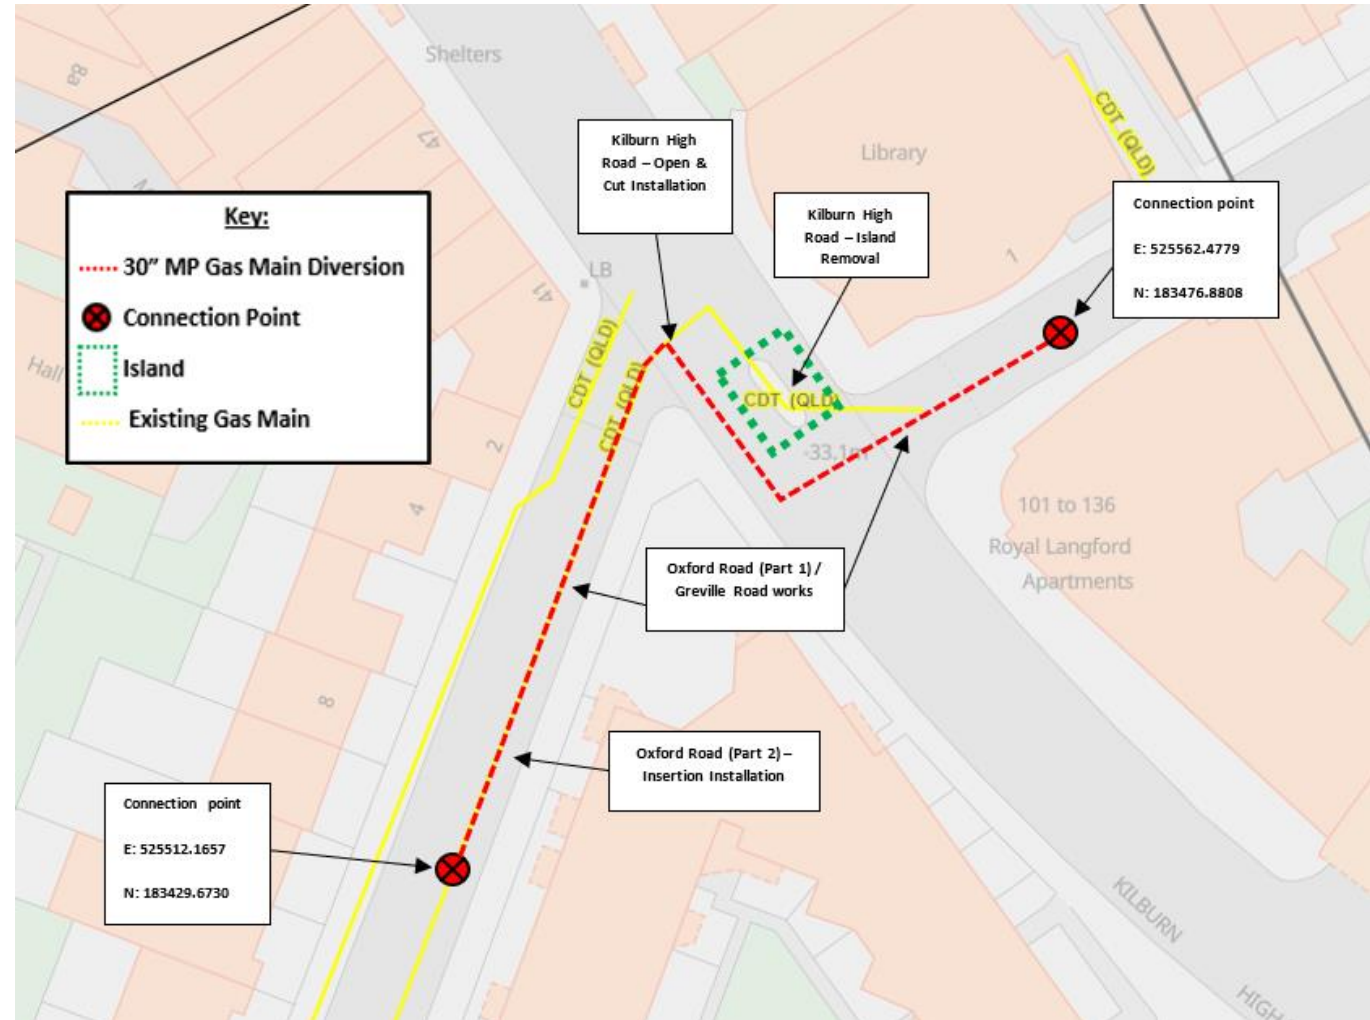 8a
Shelters
47
Library
CDT (QLD)
Kilburn High
Road – Open &
Cut Installation
Kilburn High
Road – Island
Removal
Connection point
E: 525562.4779
N: 183476.8808
1
Key:
30” MP Gas Main Diversion
Connection Point
Island
Existing Gas Main
LB
41
Hall
CDT (QLD)
CDT (QLD)
CDT (QLD)
33.1m
2
4
8
101 to 136
Royal Langford
Apartments
Oxford Road (Part 1) /
Greville Road works
Oxford Road (Part 2) –
Insertion Installation
Connection point
E: 525512.1657
N: 183429.6730
KILBURN
HIGH